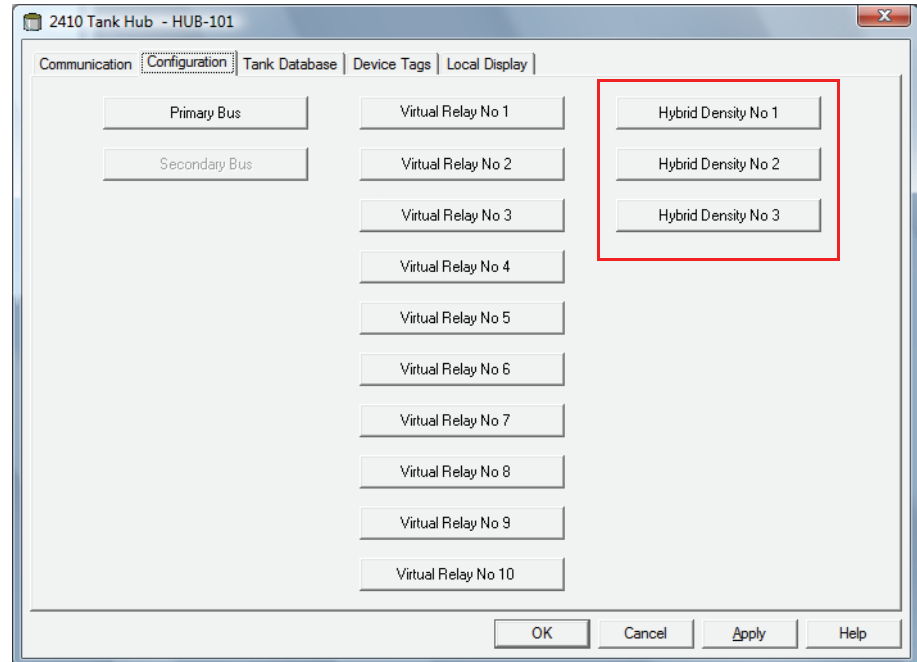 2410 Tank Hub - HUB-101
Communication Configuration Tank Database Device Tags Local Display
Primary Bus Virtual Relay No 1 Hybrid Density No 1
Secondary Bus Virtual Relay No 2 Hybrid Density No 2
Virtual Relay No 3 Hybrid Density No 3
Virtual Relay No 4
Virtual Relay No 5
Virtual Relay No 6
Virtual Relay No 7
Virtual Relay No 8
Virtual Relay No 9
Virtual Relay No 10
OK Cancel Apply Help